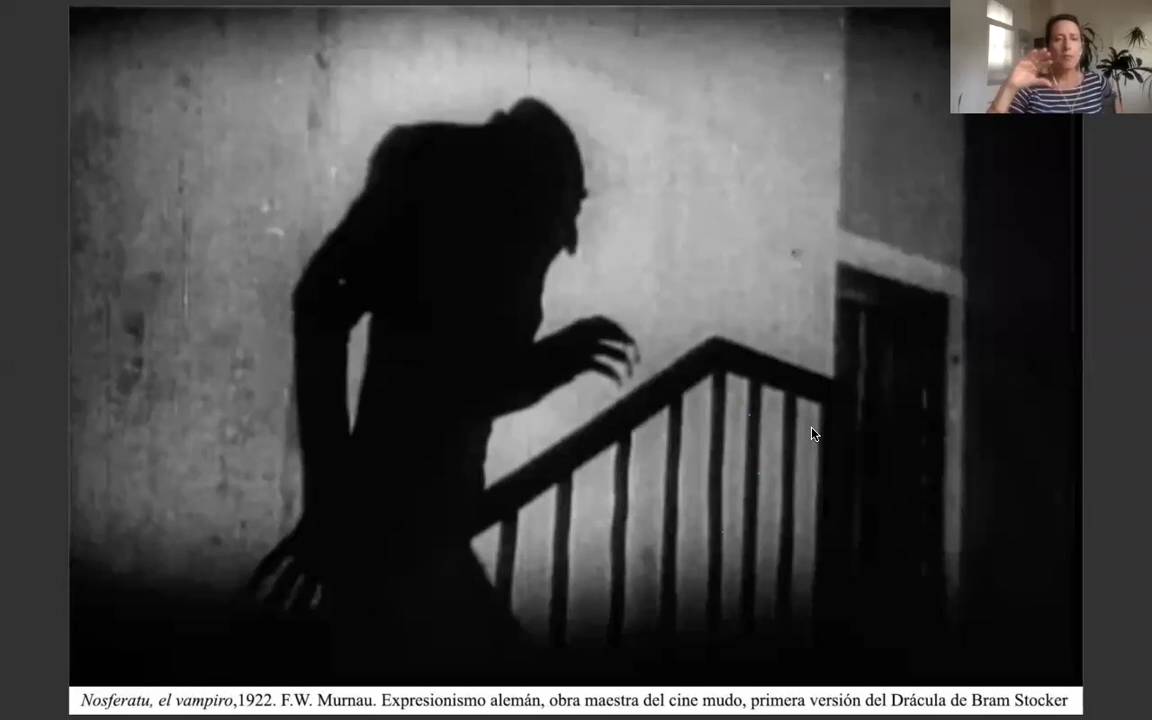 Nosferatu, el vampiro,1922. F.W. Murnau. Expresionismo alemán, obra maestra del cine mudo, primera versión del Drácula de Bram Stocker